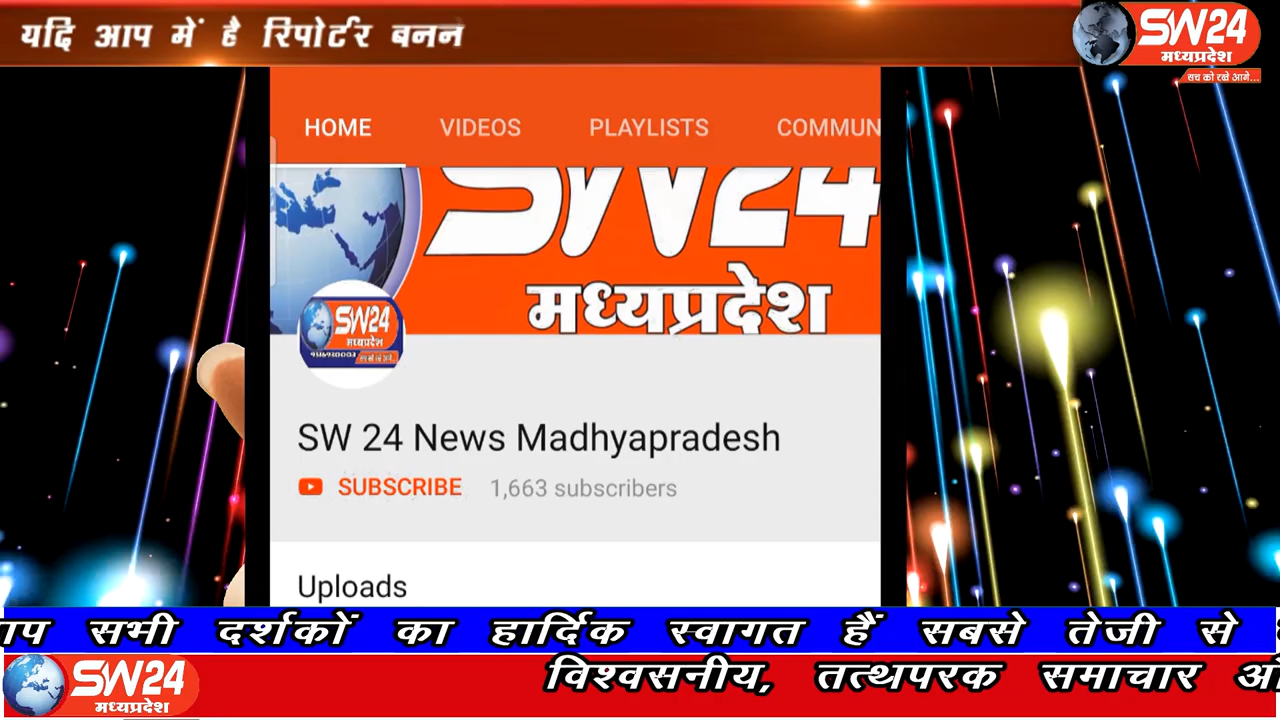 यदि आप में है रिपोर्टर बनन
SW24
मध्यप्रदेश
सच को रखे आगे...
HOME VIDEOS PLAYLISTS COMMUN
SW24
मध्यप्रदेश
SW24
मध्यप्रदेश
SW 24 News Madhyapradesh
SUBSCRIBE 1,663 subscribers
Uploads
सभी दर्शकों का हार्दिक स्वागत हैं सबसे तेजी से
विश्वसनीय, तत्थपरक समाचार
SW24
मध्यप्रदेश